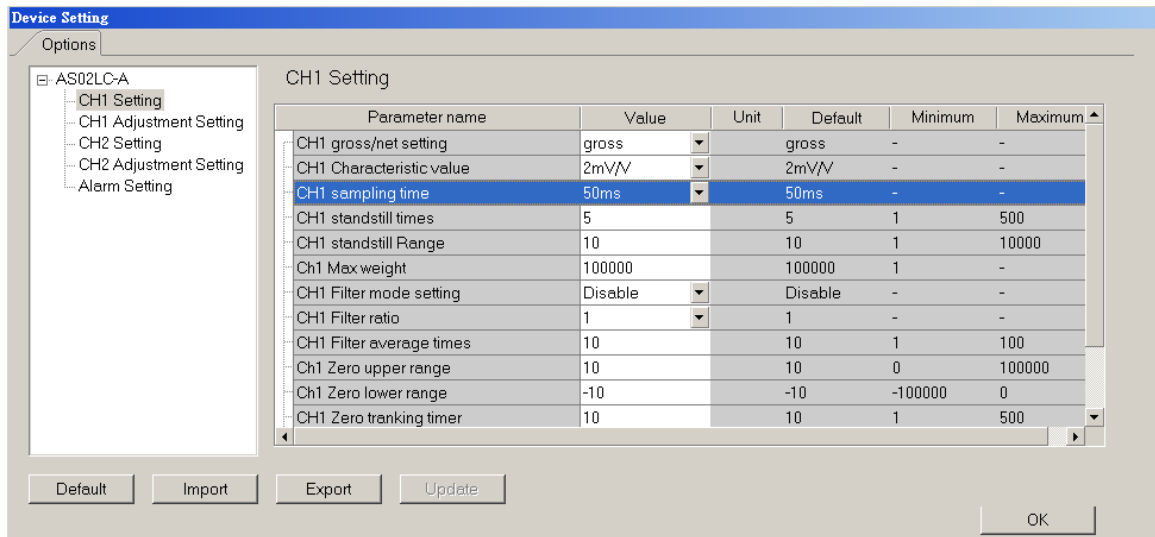 Device Setting
Options
AS02LC-A
CH1 Setting
CH1 Adjustment Setting
CH2 Setting
CH2 Adjustment Setting
Alarm Setting
CH1 Setting
Parameter name Value Unit Default Minimum Maximum
CH1 gross/net setting gross gross - -
CH1 Characteristic value 2mV/V 2mV/V - -
CH1 sampling time 50ms 50ms - -
CH1 standstill times 5 5 1 500
CH1 standstill Range 10 10 1 10000
Ch1 Max weight 100000 100000 1 -
CH1 Filter mode setting Disable Disable - -
CH1 Filter ratio 1 1 - -
CH1 Filter average times 10 10 1 100
Ch1 Zero upper range 10 10 0 100000
Ch1 Zero lower range -10 -10 -100000 0
CH1 Zero tranking timer 10 10 1 500
Default Import Export Update
OK